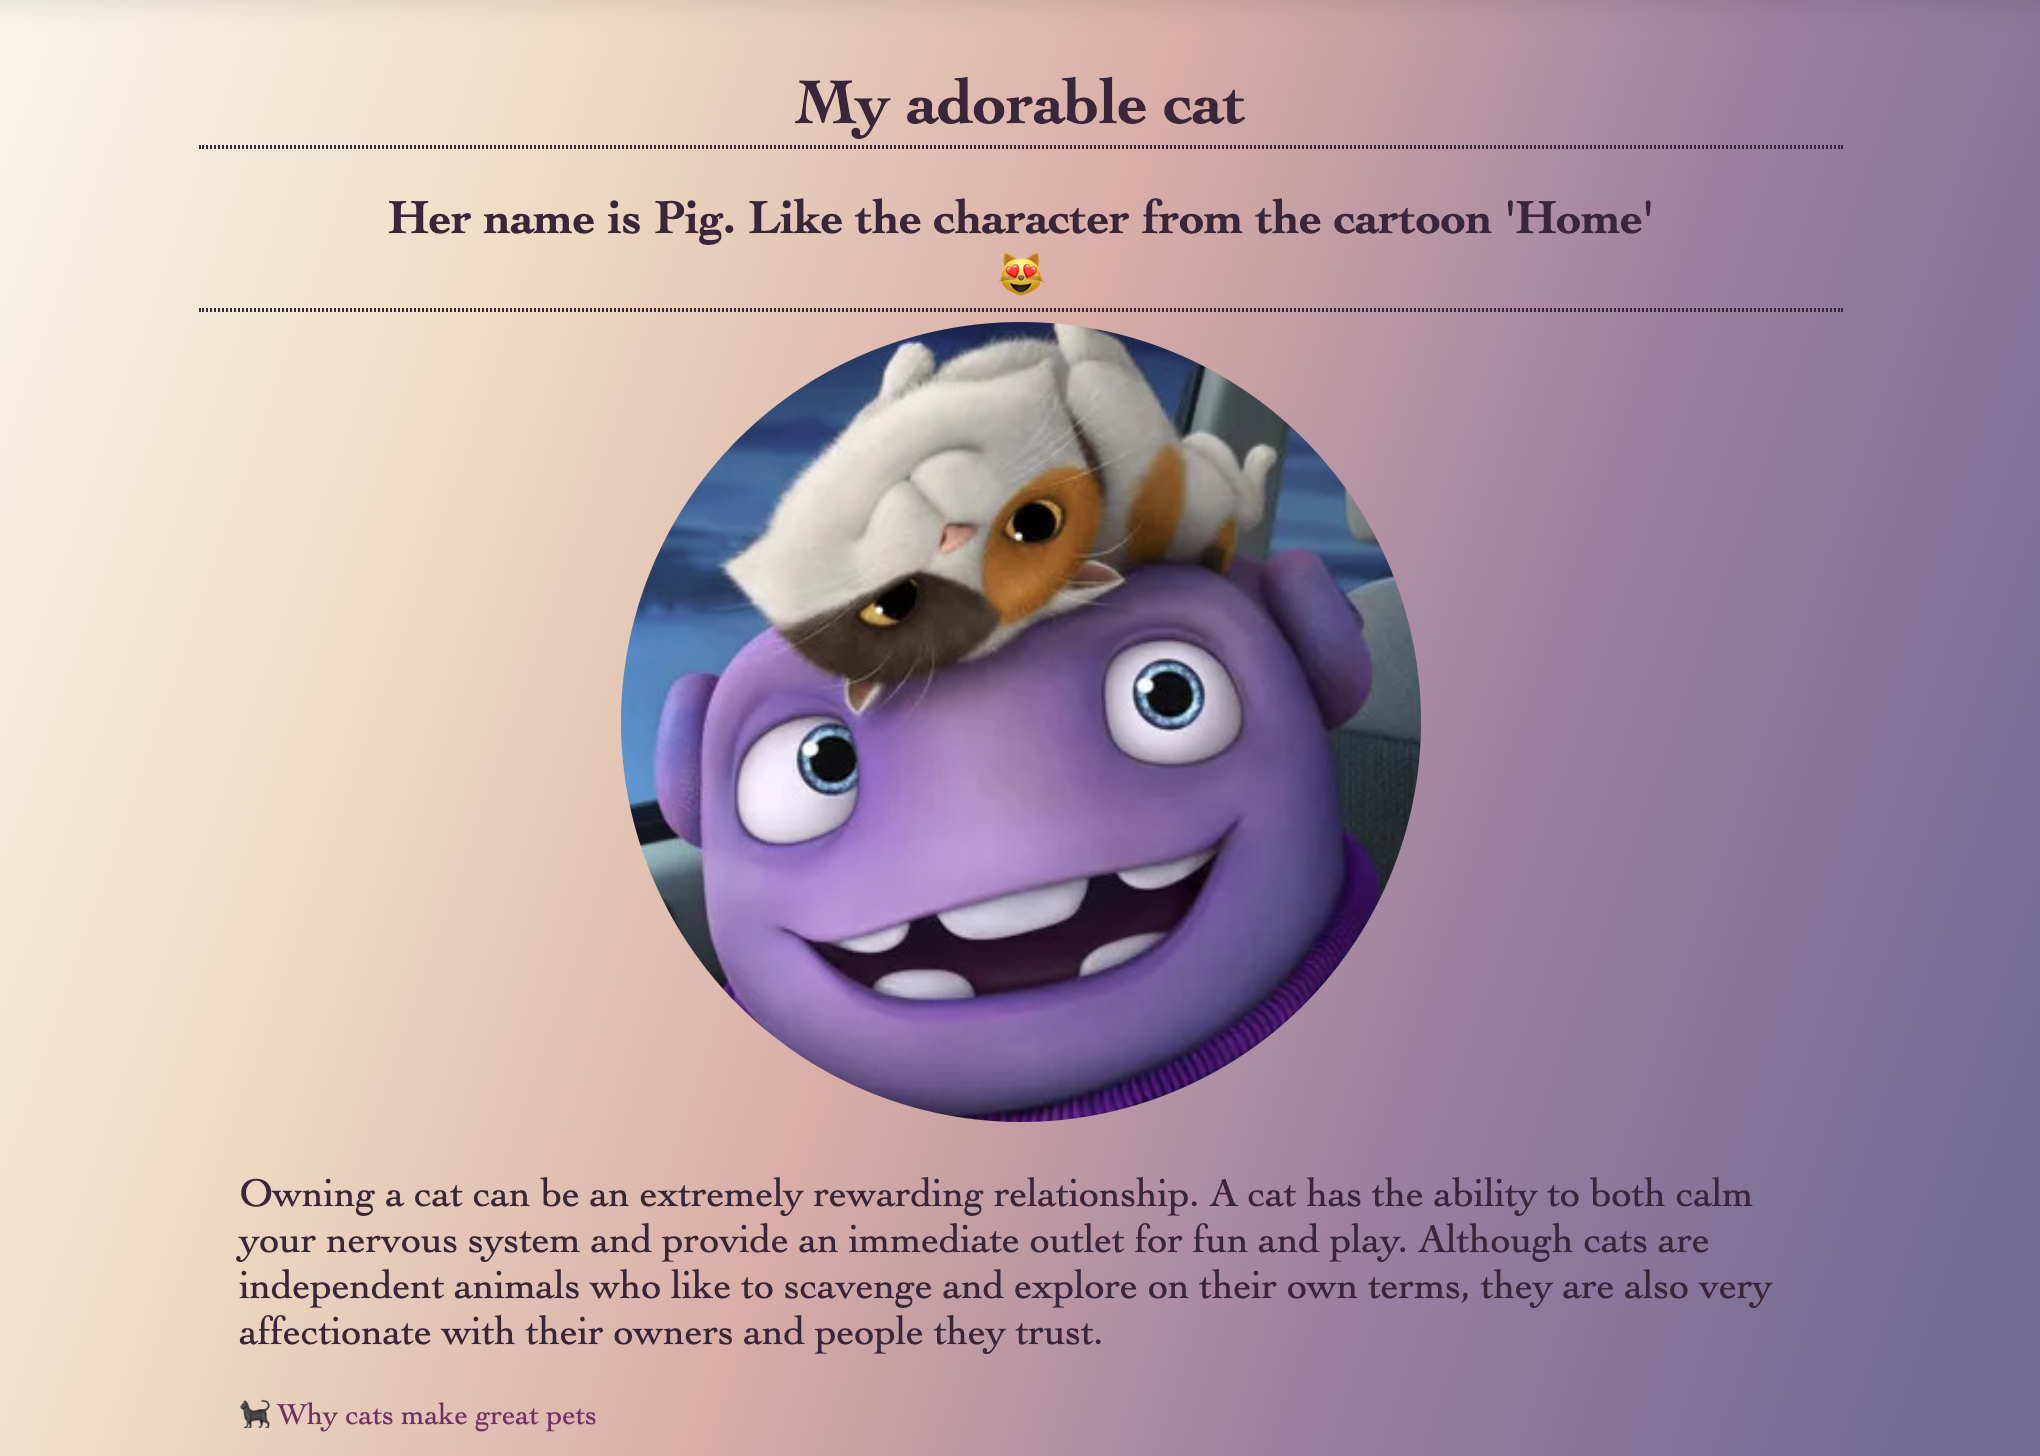 My adorable cat
Her name is Pig. Like the character from the cartoon 'Home'
😻
Owning a cat can be an extremely rewarding relationship. A cat has the ability to both calm
your nervous system and provide an immediate outlet for fun and play. Although cats are
independent animals who like to scavenge and explore on their own terms, they are also very
affectionate with their owners and people they trust.
🐈‍⬛ Why cats make great pets